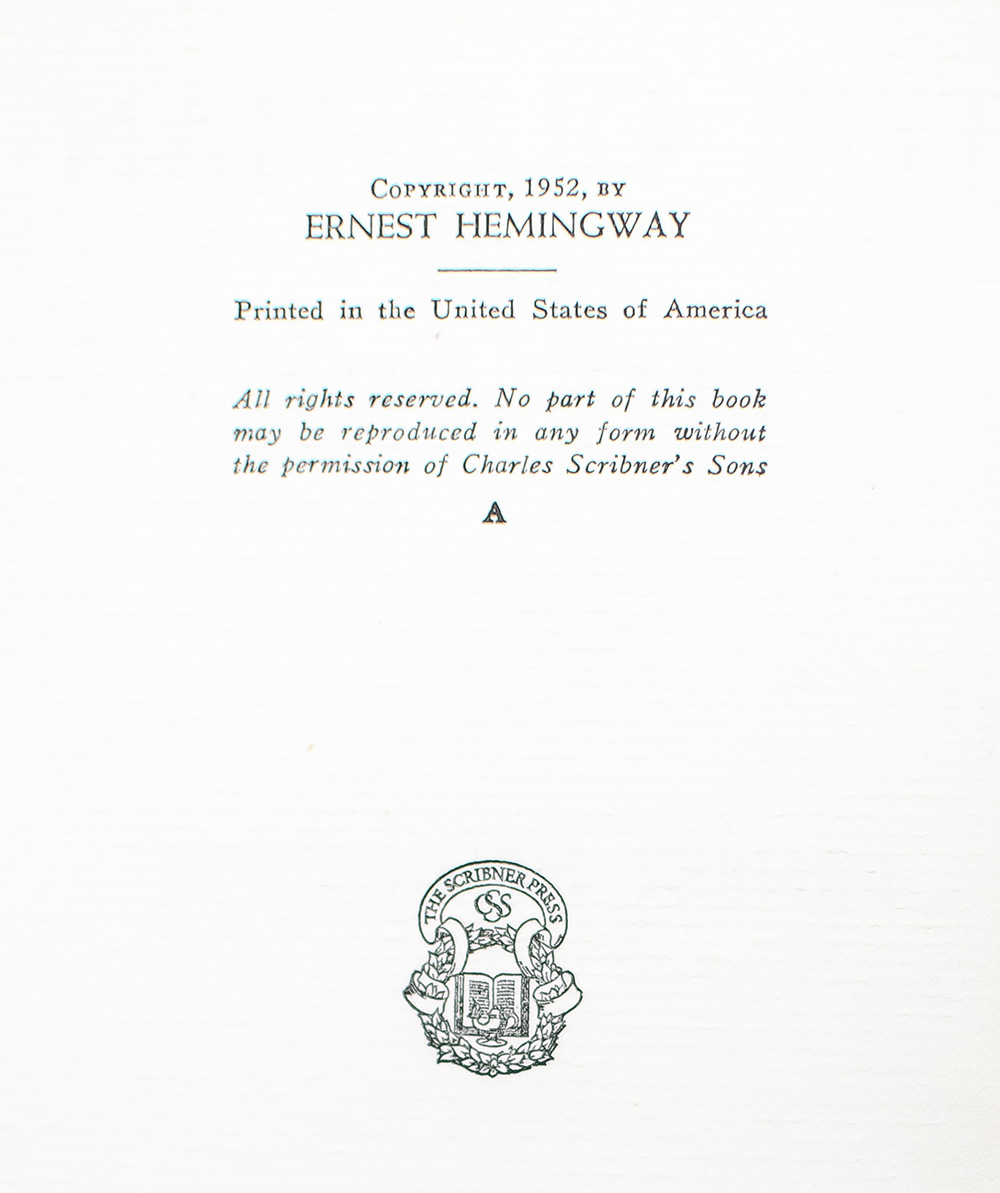 COPYRIGHT, 1952, BY
ERNEST HEMINGWAY
Printed in the United States of America
All rights reserved. No part of this book
may be reproduced in any form without
the permission of Charles Scribner's Sons
A
THE SCRIBNER PRESS
CSS